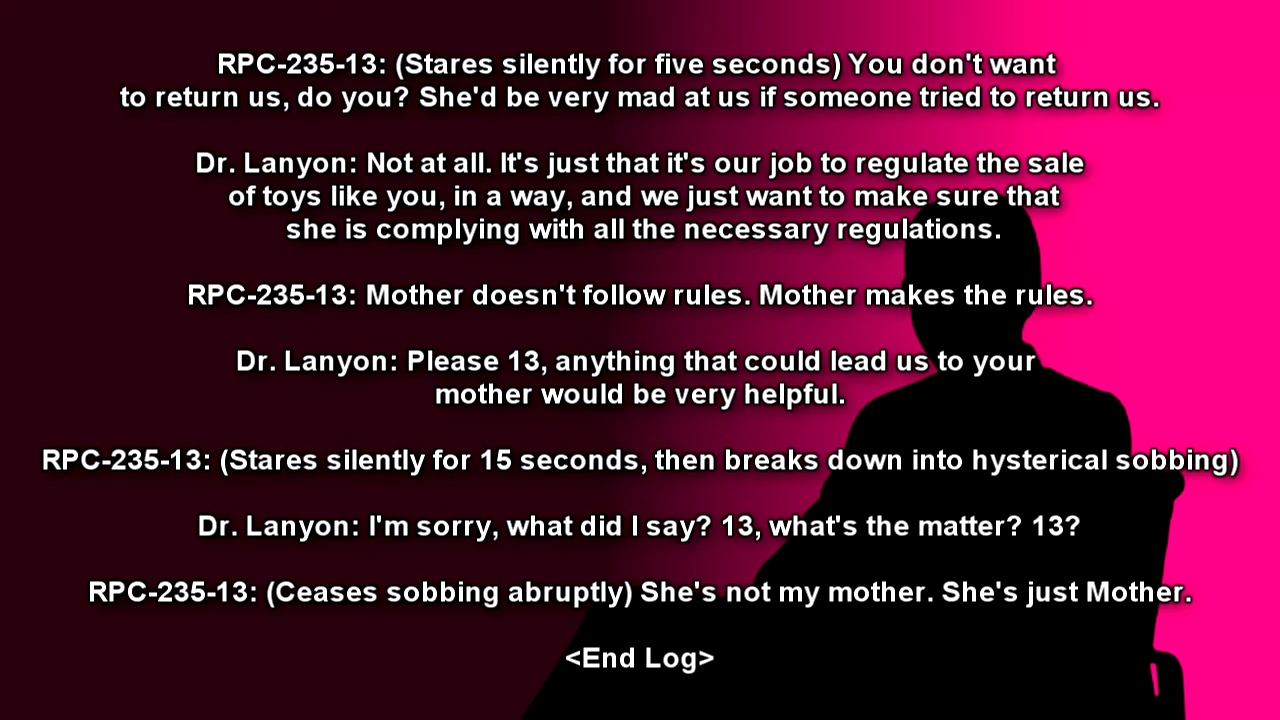 RPC-235-13: (Stares silently for five seconds) You don't want
to return us, do you? She'd be very mad at us if someone tried to return us.
Dr. Lanyon: Not at all. It's just that it's our job to regulate the sale
of toys like you, in a way, and we just want to make sure that
she is complying with all the necessary regulations.
RPC-235-13: Mother doesn't follow rules. Mother makes the rules.
Dr. Lanyon: Please 13, anything that could lead us to your
mother would be very helpful.
RPC-235-13: (Stares silently for 15 seconds, then breaks down into hysterical sobbing)
Dr. Lanyon: I'm sorry, what did I say? 13, what's the matter? 13?
RPC-235-13: (Ceases sobbing abruptly) She's not my mother. She's just Mother.
<End Log>